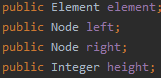 public Element element;
public Node left;
public Node right;
public Integer height;